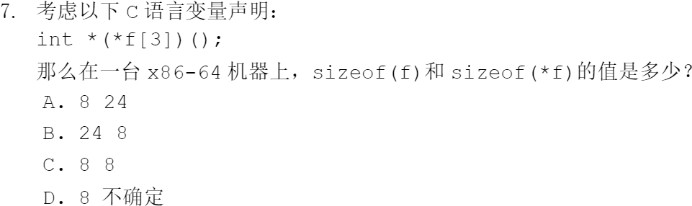 7. 考虑以下 C 语言变量声明:
int *(*f[3])();
那么在一台 x86-64 机器上, sizeof(f)和 sizeof(*f)的值是多少?
A. 8 24
B. 24 8
C. 8 8
D. 8 不确定